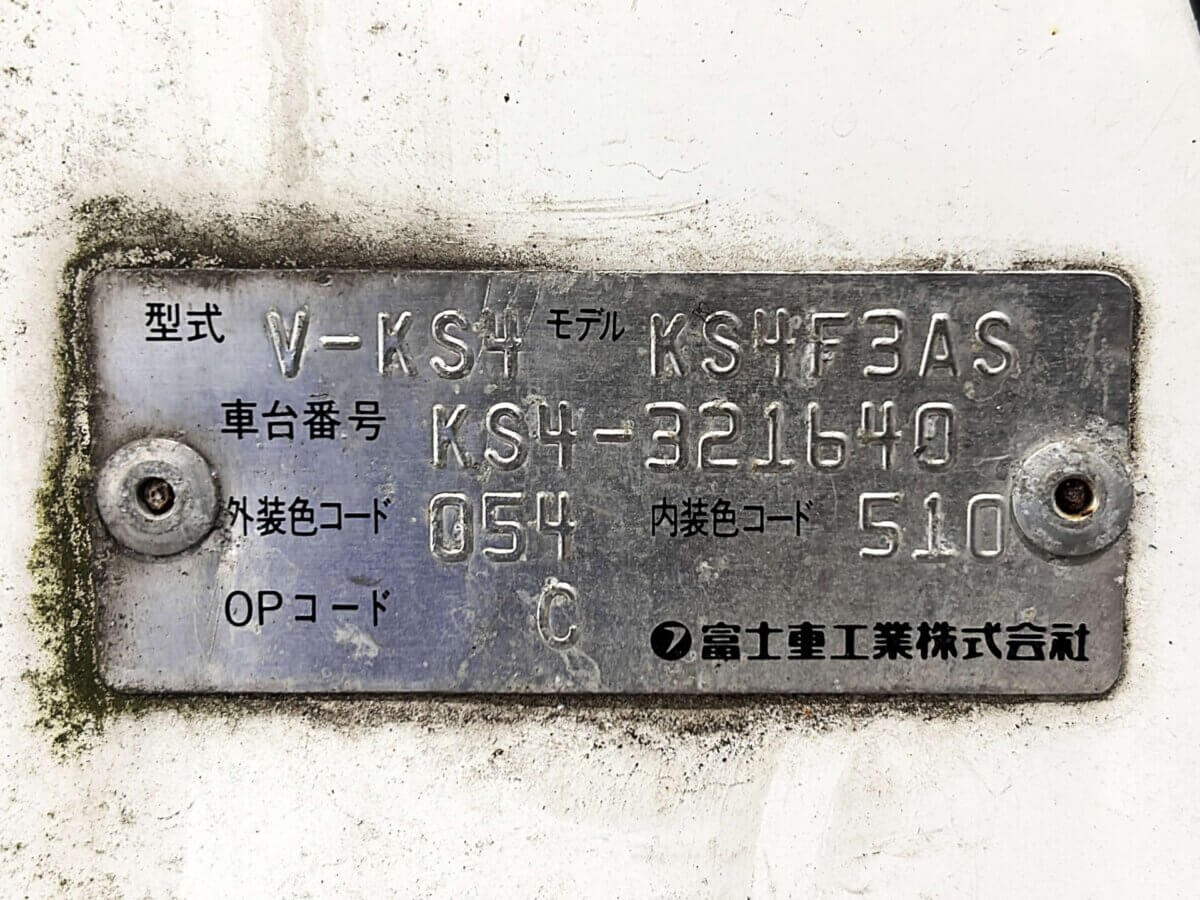 型式 V-KS4 モデル KS4F3AS
車台番号 KS4-321640
外装色コード 054 内装色コード 510
OPコード C
富士重工業株式会社